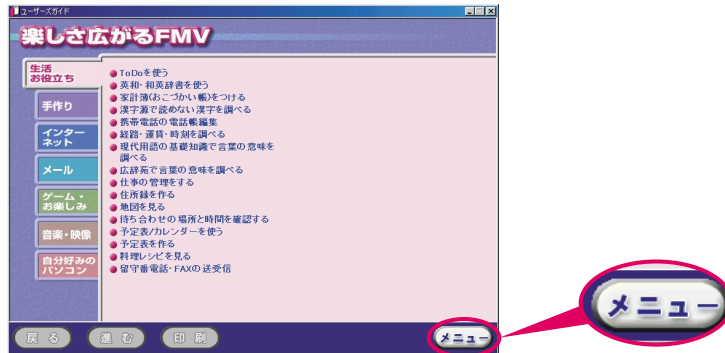 ユーザーズガイド
楽しさ広がるFMV
生活
お役立ち
手作り
インター
ネット
メール
ゲーム・
お楽しみ
音楽・映像
自分好みの
パソコン
ToDoを使う
英和・和英辞書を使う
家計簿(おこづかい帳)をつける
漢字源で読めない漢字を調べる
携帯電話の電話帳編集
経路・運賃・時刻を調べる
現代用語の基礎知識で言葉の意味を
調べる
広辞苑で言葉の意味を調べる
仕事の管理をする
住所録を作る
地図を見る
待ち合わせの場所と時間を確認する
予定表/カレンダーを使う
予定表を作る
料理レシピを見る
留守番電話・FAXの送受信
戻る
進む
印刷
メニュー
メニュー